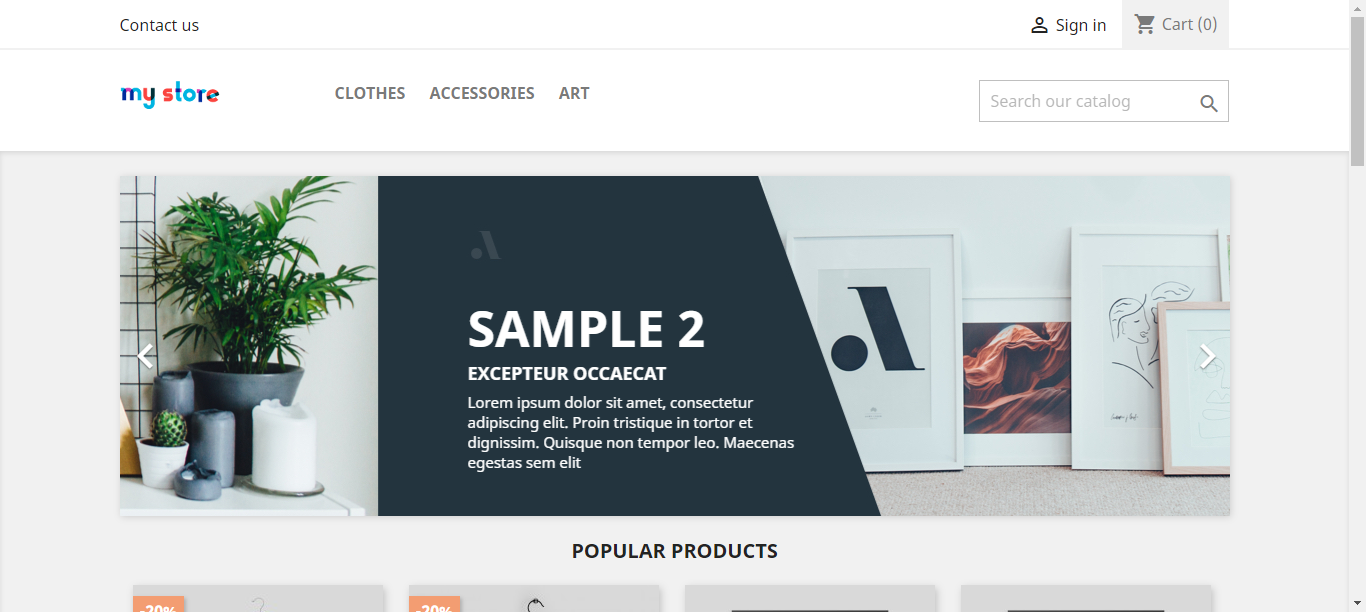 Contact us
Sign in
Cart (0)
my store
CLOTHES ACCESSORIES ART
Search our catalog
SAMPLE 2
EXCEPTEUR OCCAECAT
Lorem ipsum dolor sit amet, consectetur
adipiscing elit. Proin tristique in tortor et
dignissim. Quisque non tempor leo. Maecenas
egestas sem elit
POPULAR PRODUCTS
-20%
-20%